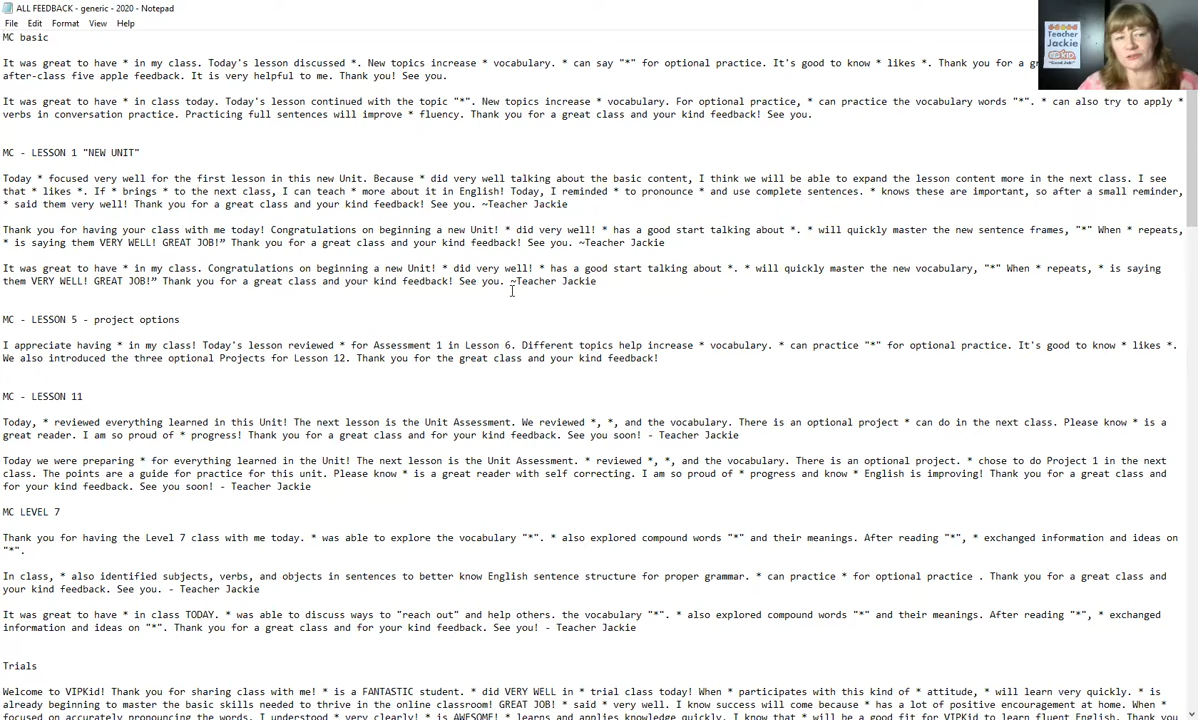 ALL FEEDBACK - generic - 2020 - Notepad
File Edit Format View Help
Teacher
Jackie
MC basic
It was great to have * in my class. Today's lesson discussed *. New topics increase * vocabulary. * can say "*" for optional practice. It's good to know * likes *. Thank you for a
after-class five apple feedback. It is very helpful to me. Thank you! See you.
It was great to have * in class today. Today's lesson continued with the topic "*". New topics increase * vocabulary. For optional practice, * can practice the vocabulary words "*". * can also try to apply *
verbs in conversation practice. Practicing full sentences will improve * fluency. Thank you for a great class and your kind feedback! See you.
MC - LESSON 1 "NEW UNIT"
Today * focused very well for the first lesson in this new Unit. Because * did very well talking about the basic content, I think we will be able to expand the lesson content more in the next class. I see
that * likes *. If * brings * to the next class, I can teach * more about it in English! Today, I reminded * to pronounce * and use complete sentences. * knows these are important, so after a small reminder,
* said them very well! Thank you for a great class and your kind feedback! See you. ~Teacher Jackie
Thank you for having your class with me today! Congratulations on beginning a new Unit! * did very well! * has a good start talking about *. * will quickly master the new sentence frames, "*" When * repeats,
* is saying them VERY WELL! GREAT JOB!” Thank you for a great class and your kind feedback! See you. ~Teacher Jackie
It was great to have * in my class. Congratulations on beginning a new Unit! * did very well! * has a good start talking about *. * will quickly master the new vocabulary, "*" When * repeats, * is saying
them VERY WELL! GREAT JOB!” Thank you for a great class and your kind feedback! See you. ~Teacher Jackie
MC - LESSON 5 - project options
I appreciate having * in my class! Today's lesson reviewed * for Assessment 1 in Lesson 6. Different topics help increase * vocabulary. * can practice "*" for optional practice. It's good to know * likes *.
We also introduced the three optional Projects for Lesson 12. Thank you for the great class and your kind feedback!
MC - LESSON 11
Today, * reviewed everything learned in this Unit! The next lesson is the Unit Assessment. We reviewed *, *, and the vocabulary. There is an optional project * can do in the next class. Please know * is a
great reader. I am so proud of * progress! Thank you for a great class and for your kind feedback. See you soon! - Teacher Jackie
Today we were preparing * for everything learned in the Unit! The next lesson is the Unit Assessment. * reviewed *, *, and the vocabulary. There is an optional project. * chose to do Project 1 in the next
class. The points are a guide for practice for this unit. Please know * is a great reader with self correcting. I am so proud of * progress and know * English is improving! Thank you for a great class and
for your kind feedback. See you soon! - Teacher Jackie
MC LEVEL 7
Thank you for having the Level 7 class with me today. * was able to explore the vocabulary "*". * also explored compound words "*" and their meanings. After reading "*", * exchanged information and ideas on
"*".
In class, * also identified subjects, verbs, and objects in sentences to better know English sentence structure for proper grammar. * can practice * for optional practice . Thank you for a great class and
your kind feedback. See you. - Teacher Jackie
It was great to have * in class TODAY. * was able to discuss ways to "reach out" and help others. the vocabulary "*". * also explored compound words "*" and their meanings. After reading "*", * exchanged
information and ideas on "*". Thank you for a great class and for your kind feedback. See you! - Teacher Jackie
Trials
Welcome to VIPKid! Thank you for sharing class with me! * is a FANTASTIC student. * did VERY WELL in * trial class today! When * participates with this kind of * attitude, * will learn very quickly. * is
already beginning to master the basic skills needed to thrive in the online classroom! GREAT JOB! * said * very well. I know success will come because * has a lot of positive encouragement at home. When *
focused on accurately pronouncing the words, I understood * very clearly! * is AWESOME! * learns and applies knowledge quickly. I know that * will be a good fit for VIPKid to learn fluent English. Thank you